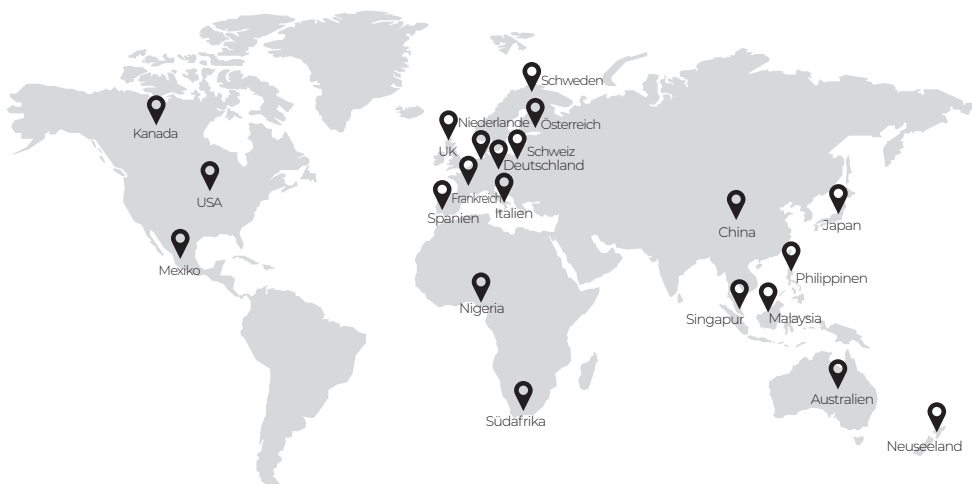 Schweden
Kanada
Niederlande
Österreich
UK
Schweiz
Deutschland
USA
Frankreich
Italien
Spanien
Japan
China
Mexiko
Philippinen
Nigeria
Singapur
Malaysia
Australien
Südafrika
Neuseeland